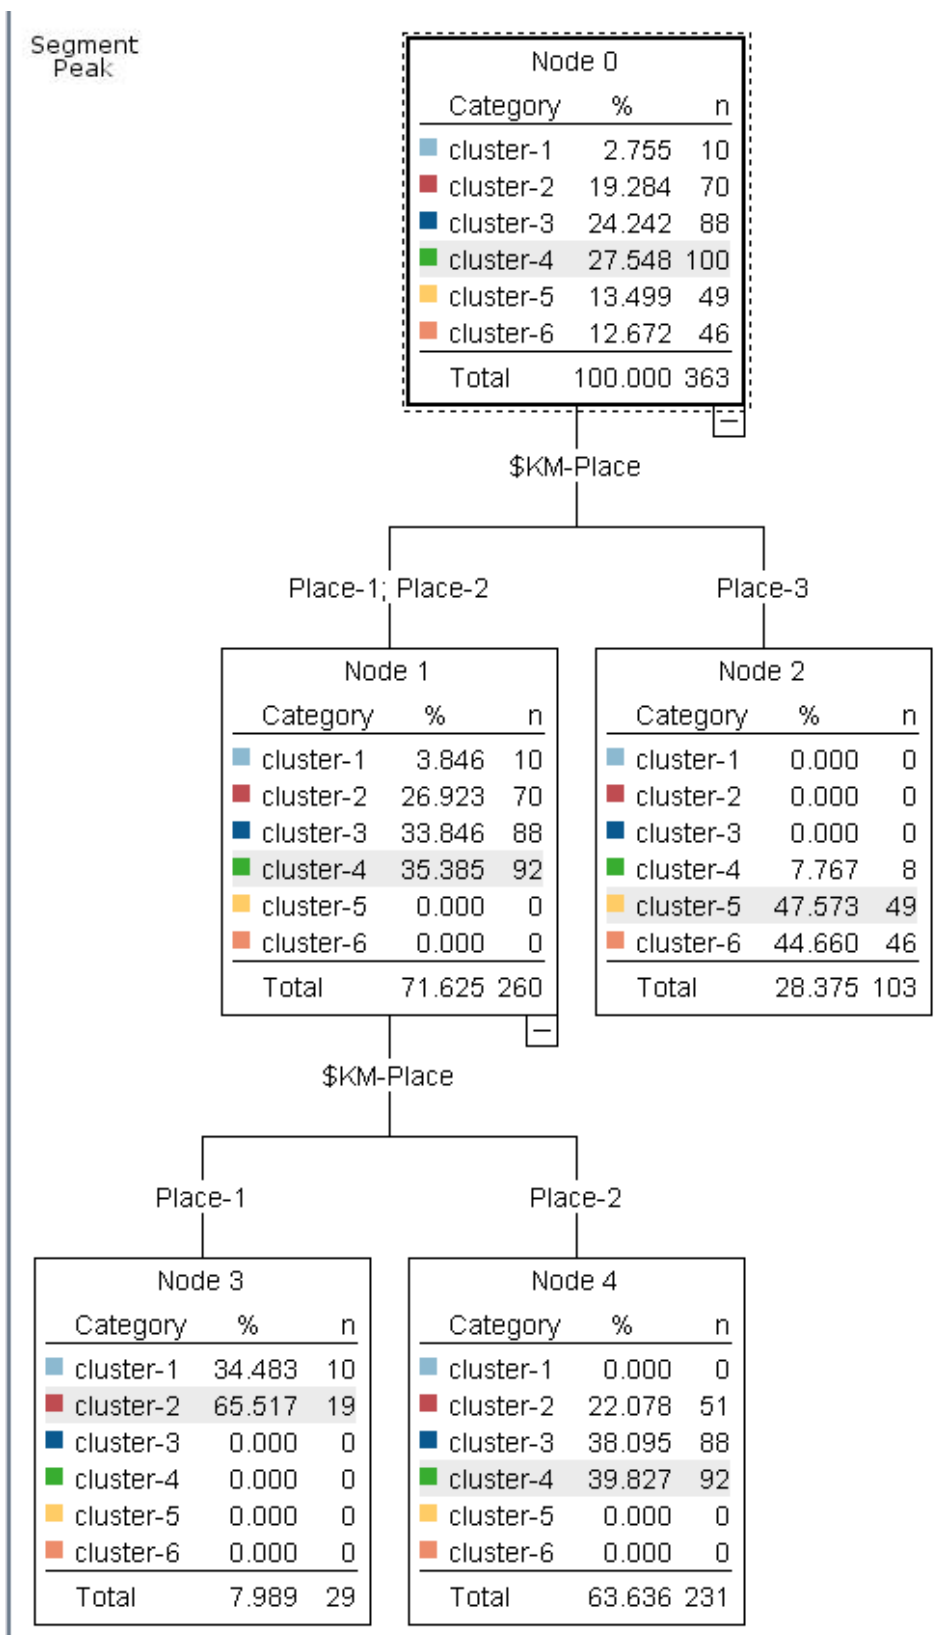 Segment
Peak
Node 0
Category % n
cluster-1 2.755 10
cluster-2 19.284 70
cluster-3 24.242 88
cluster-4 27.548 100
cluster-5 13.499 49
cluster-6 12.672 46
Total 100.000 363
$KM-Place
Place-1; Place-2
Place-3
Node 1
Category % n
cluster-1 3.846 10
cluster-2 26.923 70
cluster-3 33.846 88
cluster-4 35.385 92
cluster-5 0.000 0
cluster-6 0.000 0
Total 71.625 260
Node 2
Category % n
cluster-1 0.000 0
cluster-2 0.000 0
cluster-3 0.000 0
cluster-4 7.767 8
cluster-5 47.573 49
cluster-6 44.660 46
Total 28.375 103
$KM-Place
Place-1
Place-2
Node 3
Category % n
cluster-1 34.483 10
cluster-2 65.517 19
cluster-3 0.000 0
cluster-4 0.000 0
cluster-5 0.000 0
cluster-6 0.000 0
Total 7.989 29
Node 4
Category % n
cluster-1 0.000 0
cluster-2 22.078 51
cluster-3 38.095 88
cluster-4 39.827 92
cluster-5 0.000 0
cluster-6 0.000 0
Total 63.636 231